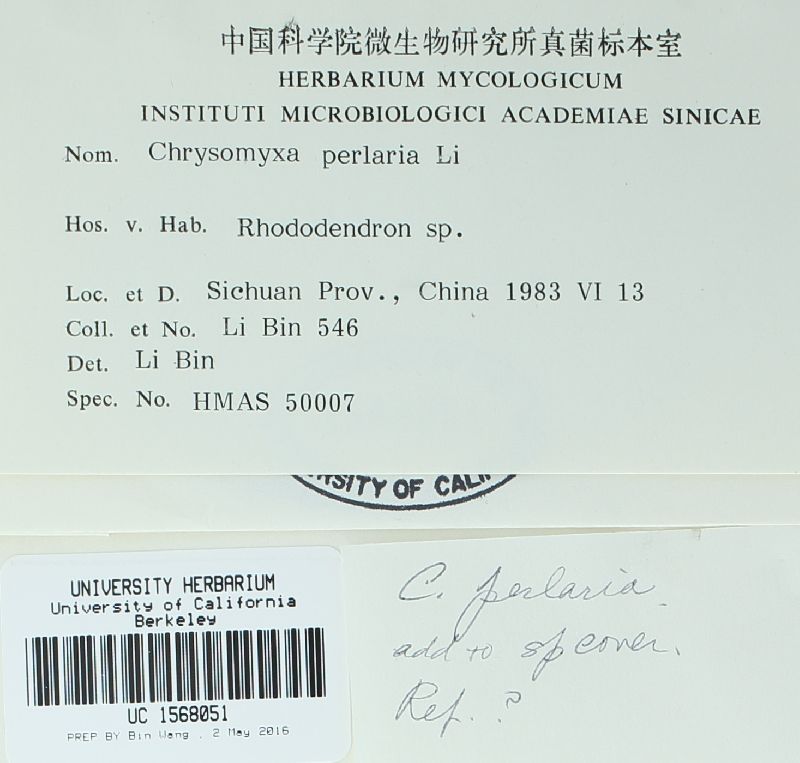 中国科学院微生物研究所真菌标本室
HERBARIUM MYCOLOGICUM
INSTITUTI MICROBIOLOGICI ACADEMIAE SINICAE
Nom. Chrysomyxa perlaria Li
Hos. v. Hab. Rhododendron sp.
Loc. et D. Sichuan Prov., China 1983 VI 13
Coll. et No. Li Bin 546
Det. Li Bin
Spec. No. HMAS 50007
OF
UNIVERSITY HERBARIUM
University of California
Berkeley
UC 1568051
PREP BY Bin Wang . 2 May 2016
C. perlaria
add to sp cover.
Ref. ?